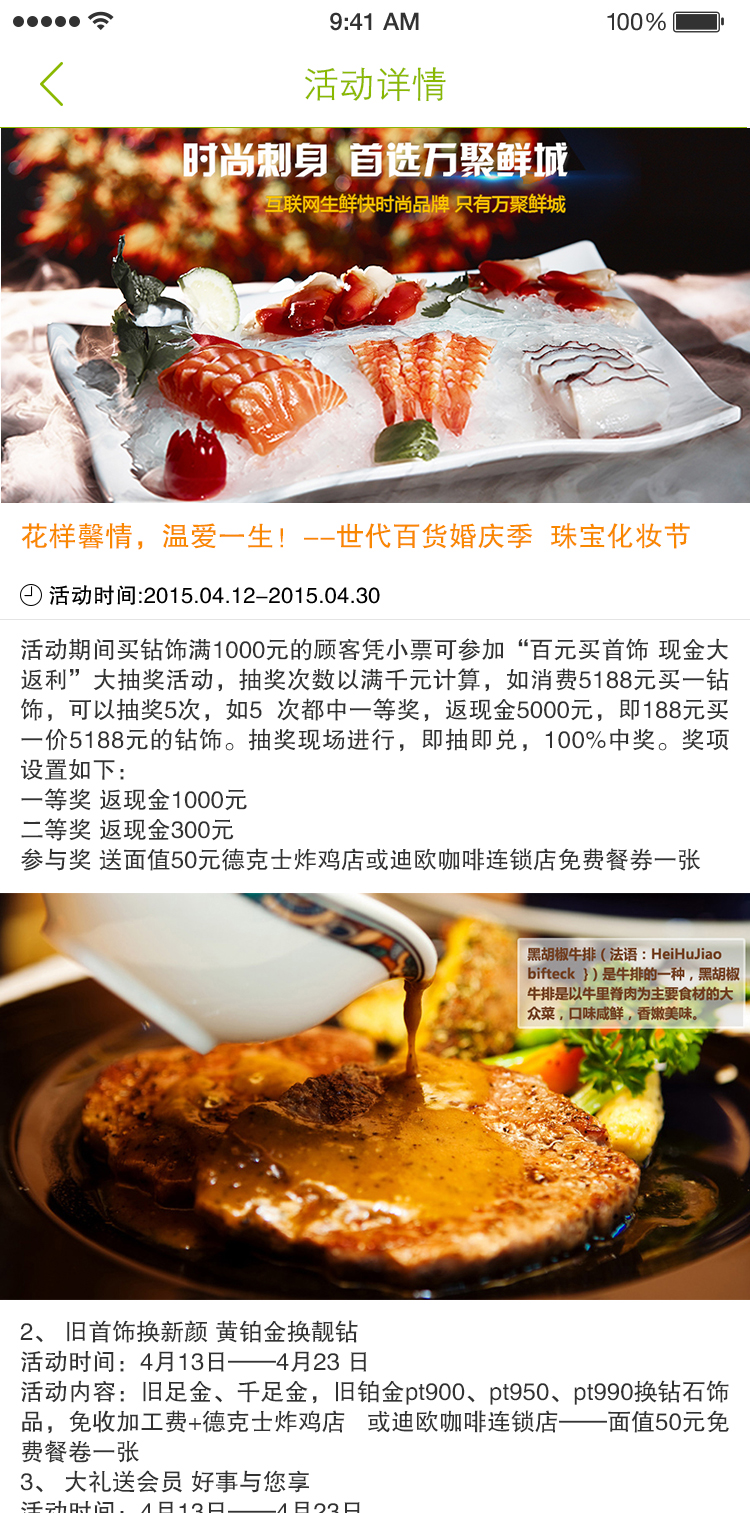 9:41 AM
100%
活动详情
时尚刺身 首选万聚鲜城
互联网生鲜快时尚品牌 只有万聚鲜城
花样馨情，温爱一生！--世代百货婚庆季 珠宝化妆节
活动时间:2015.04.12-2015.04.30
活动期间买钻饰满1000元的顾客凭小票可参加“百元买首饰 现金大
返利”大抽奖活动，抽奖次数以满千元计算，如消费5188元买一钻
饰，可以抽奖5次，如5 次都中一等奖，返现金5000元，即188元买
一价5188元的钻饰。抽奖现场进行，即抽即兑，100%中奖。奖项
设置如下：
一等奖 返现金1000元
二等奖 返现金300元
参与奖 送面值50元德克士炸鸡店或迪欧咖啡连锁店免费餐券一张
黑胡椒牛排（法语：HeiHuJiao
bifteck }）是牛排的一种，黑胡椒
牛排是以牛里脊肉为主要食材的大
众菜，口味咸鲜，香嫩美味。
2、 旧首饰换新颜 黄铂金换靓钻
活动时间：4月13日——4月23 日
活动内容：旧足金、千足金，旧铂金pt900、pt950、pt990换钻石饰
品，免收加工费+德克士炸鸡店 或迪欧咖啡连锁店——面值50元免
费餐卷一张
3、 大礼送会员 好事与您享
活动时间：4月13日——4月23日